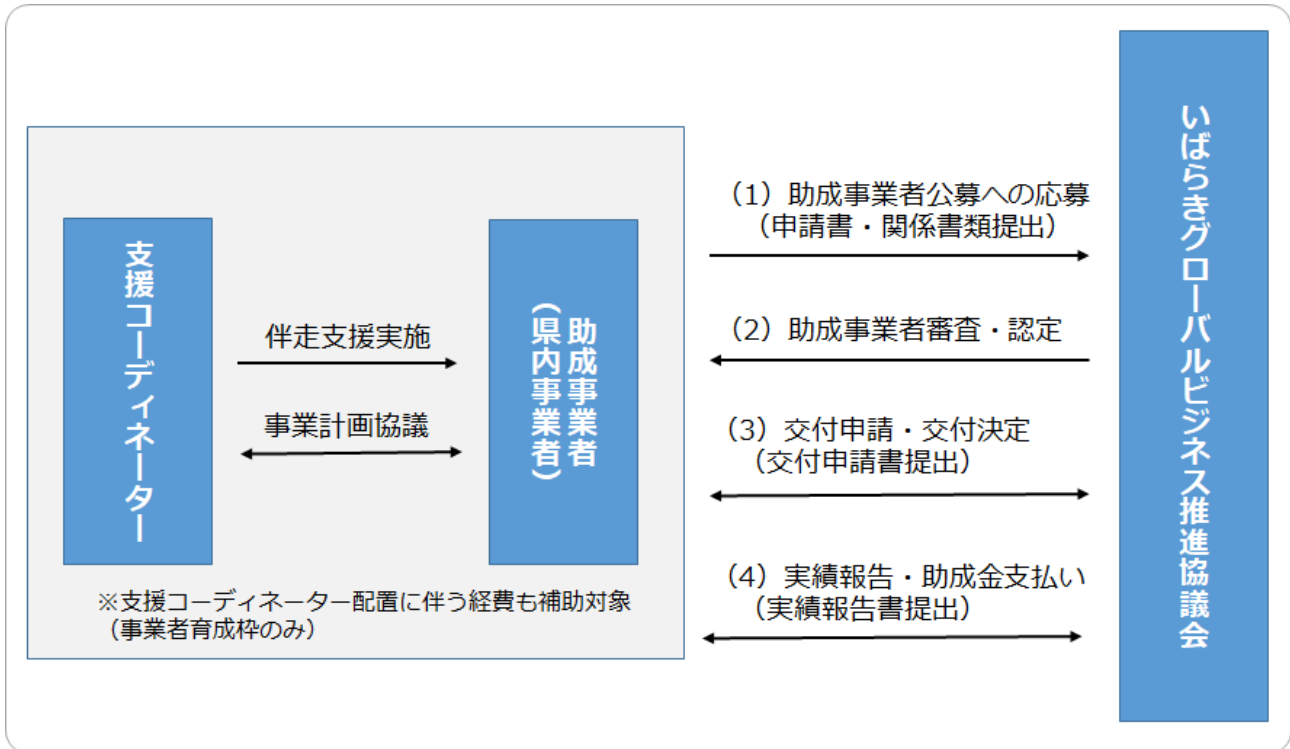 支援コーディネーター
伴走支援実施
事業計画協議
助成事業者
（県内事業者）
※支援コーディネーター配置に伴う経費も補助対象
（事業者育成枠のみ）
（1）助成事業者公募への応募
（申請書・関係書類提出）
（2）助成事業者審査・認定
（3）交付申請・交付決定
（交付申請書提出）
（4）実績報告・助成金支払い
（実績報告書提出）
いばらきグローバルビジネス推進協議会